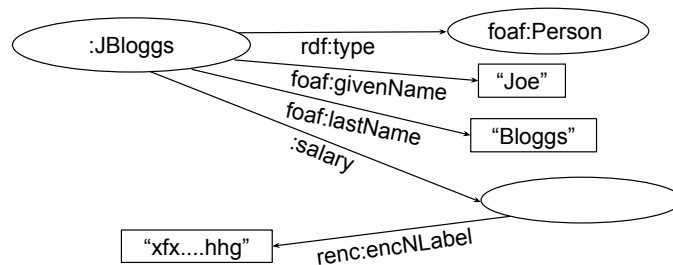 :JBloggs
foaf:Person
rdf:type
foaf:givenName
“Joe”
foaf:lastName
“Bloggs”
:salary
“xfx....hhg”
renc:encNLabel